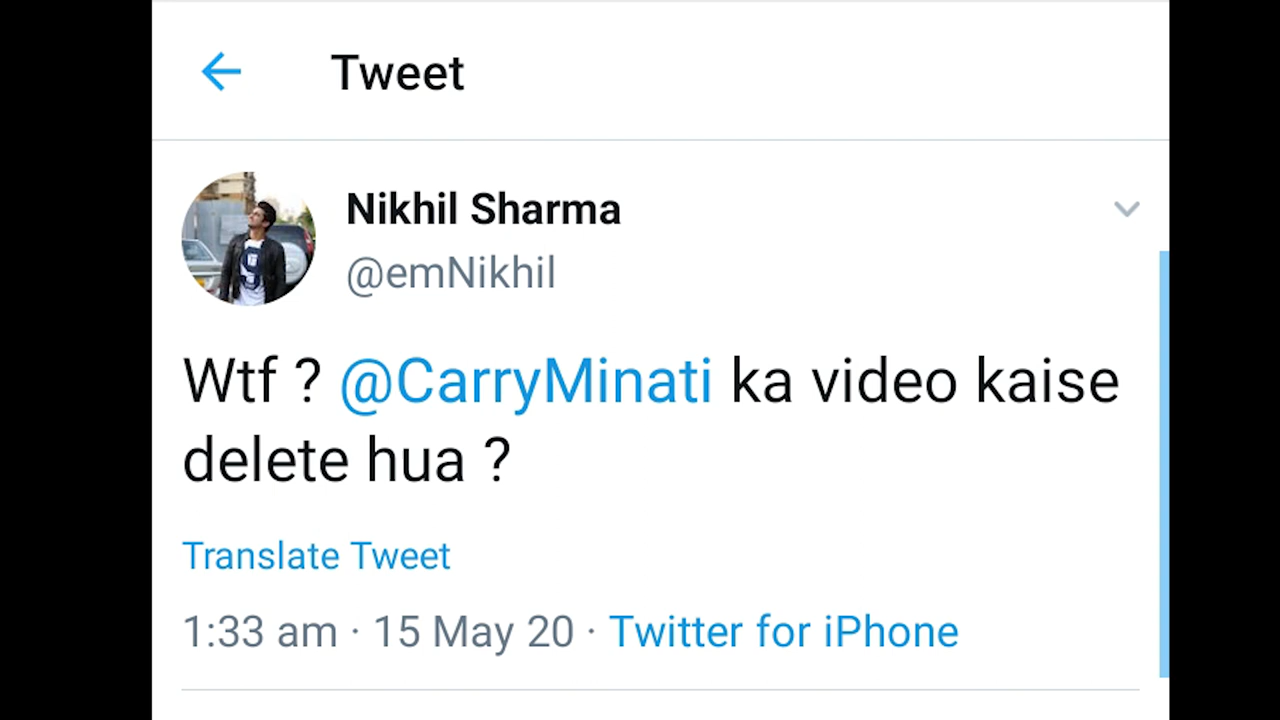 Tweet
Nikhil Sharma
@emNikhil
Wtf ? @CarryMinati ka video kaise
delete hua ?
Translate Tweet
1:33 am · 15 May 20 · Twitter for iPhone